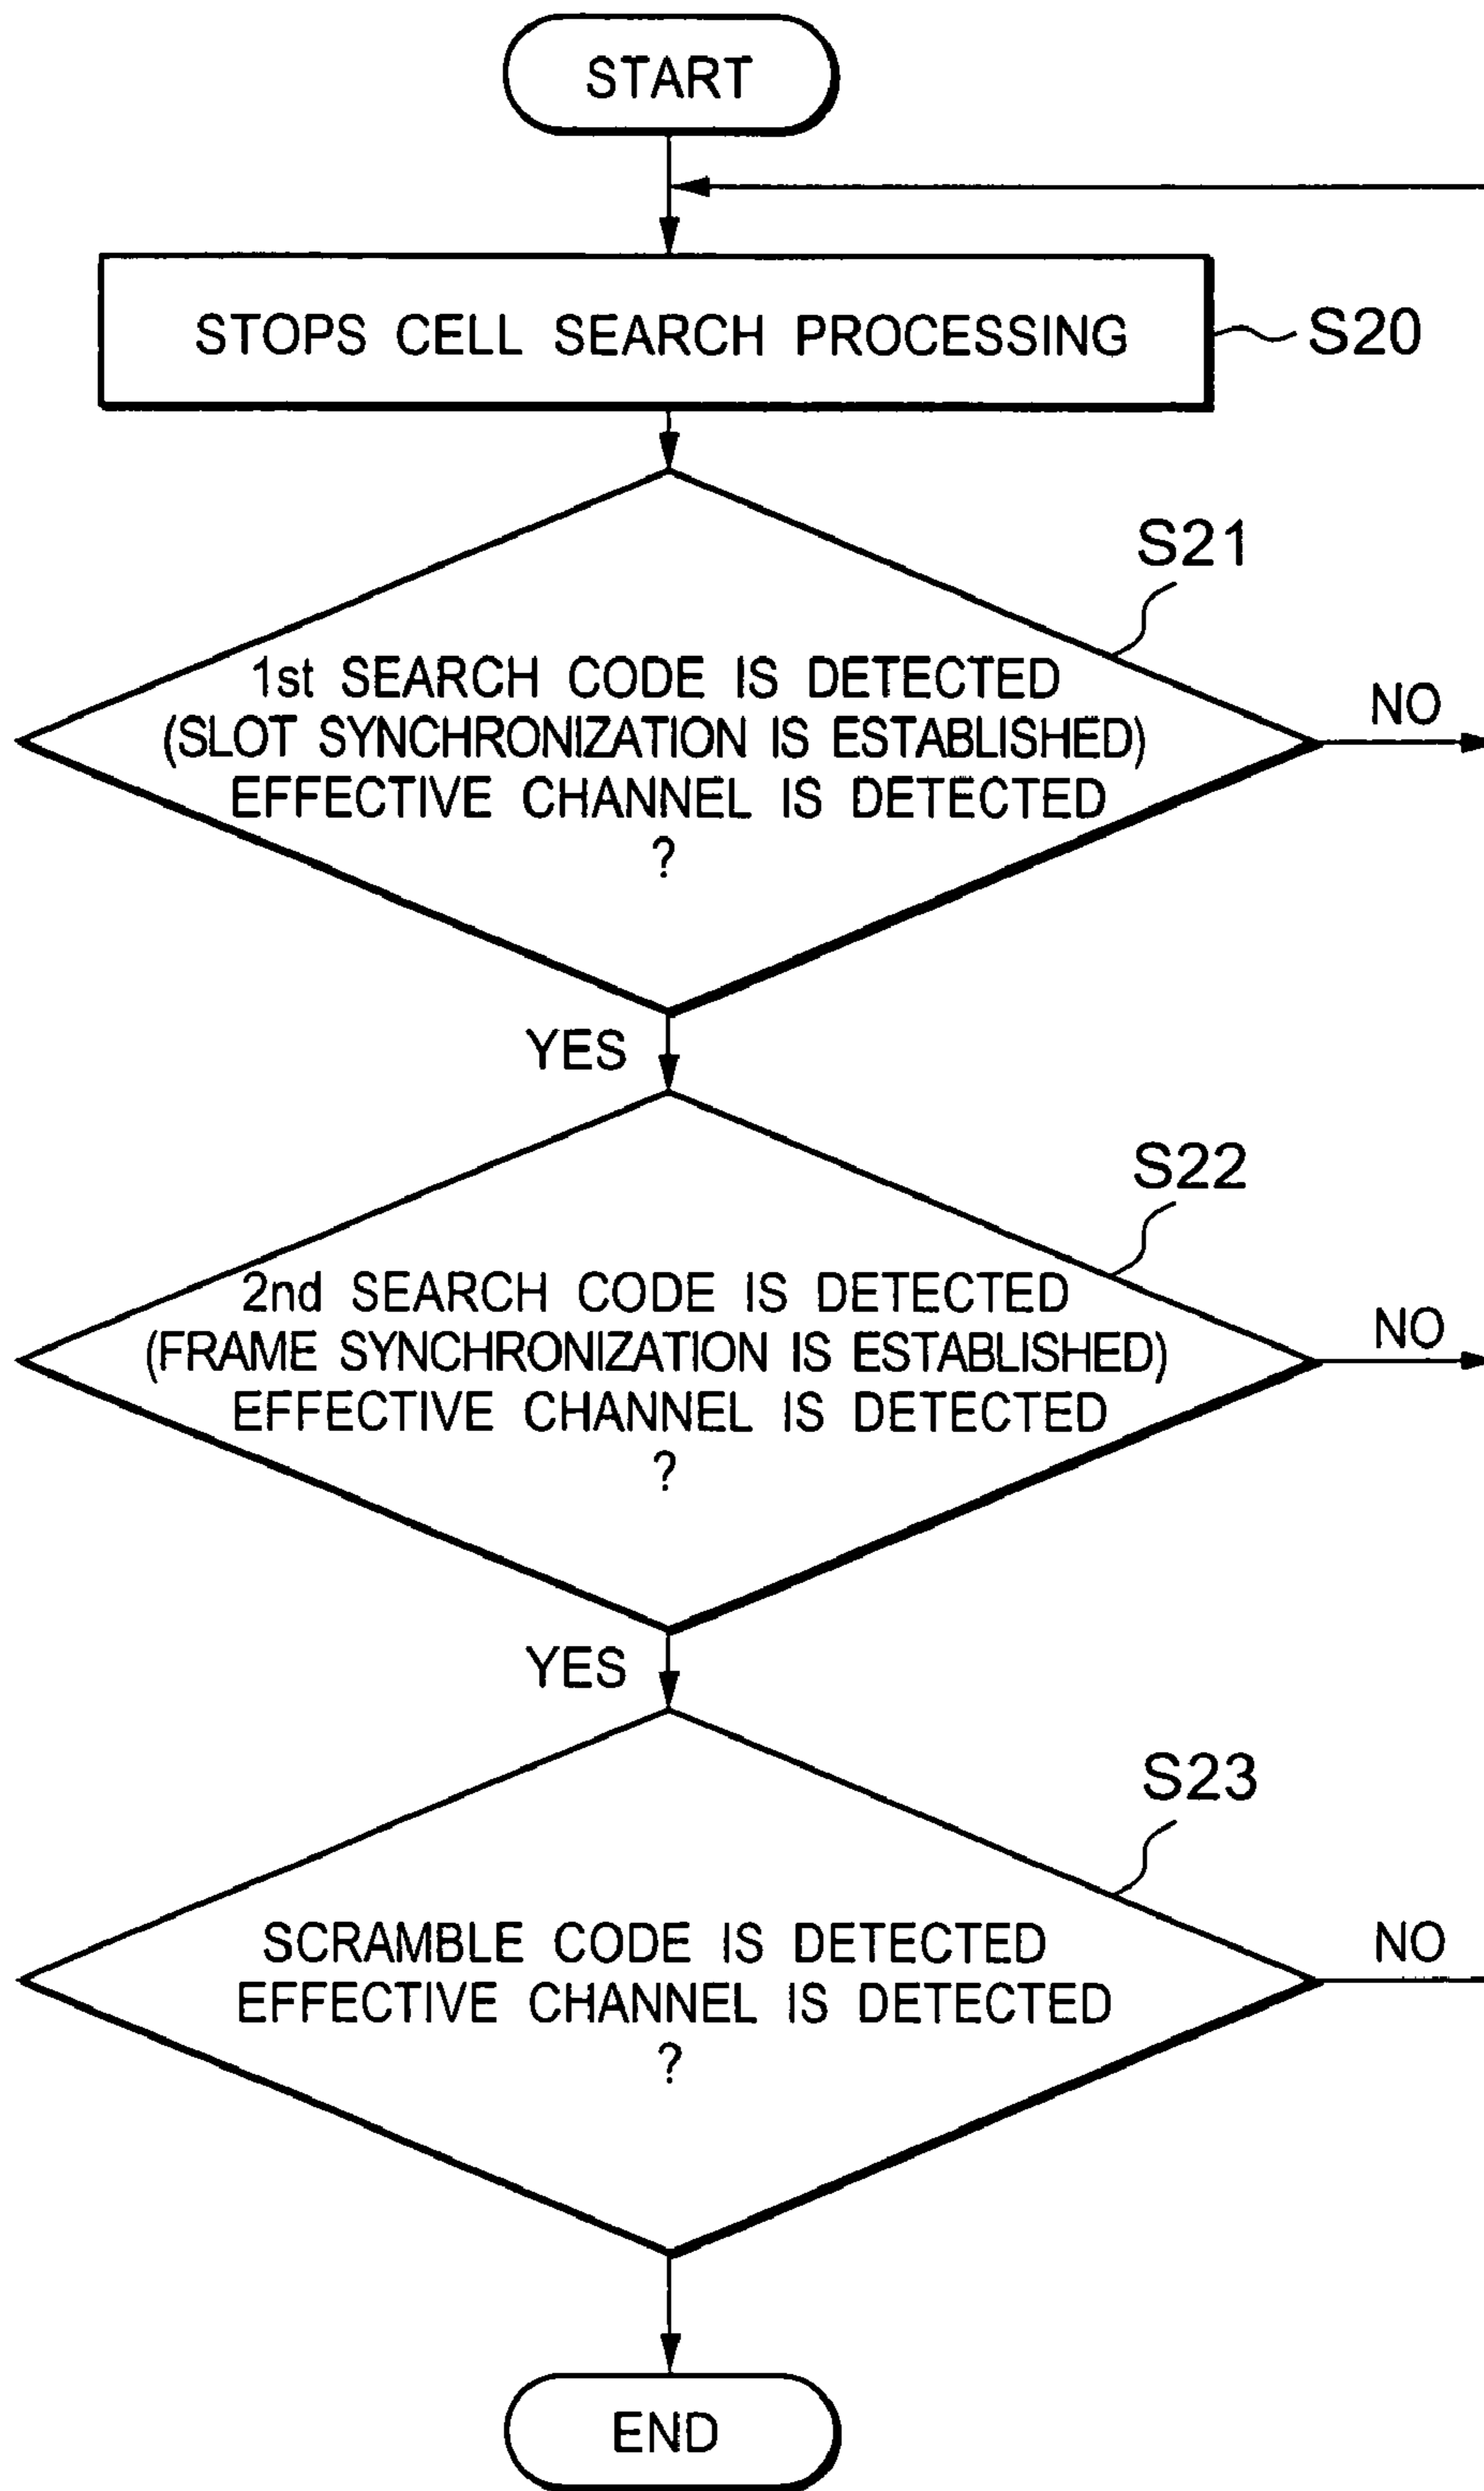 START
STOPS CELL SEARCH PROCESSING
S20
S21
1st SEARCH CODE IS DETECTED
(SLOT SYNCHRONIZATION IS ESTABLISHED)
EFFECTIVE CHANNEL IS DETECTED
?
NO
YES
S22
2nd SEARCH CODE IS DETECTED
(FRAME SYNCHRONIZATION IS ESTABLISHED)
EFFECTIVE CHANNEL IS DETECTED
?
NO
YES
S23
SCRAMBLE CODE IS DETECTED
EFFECTIVE CHANNEL IS DETECTED
?
NO
END